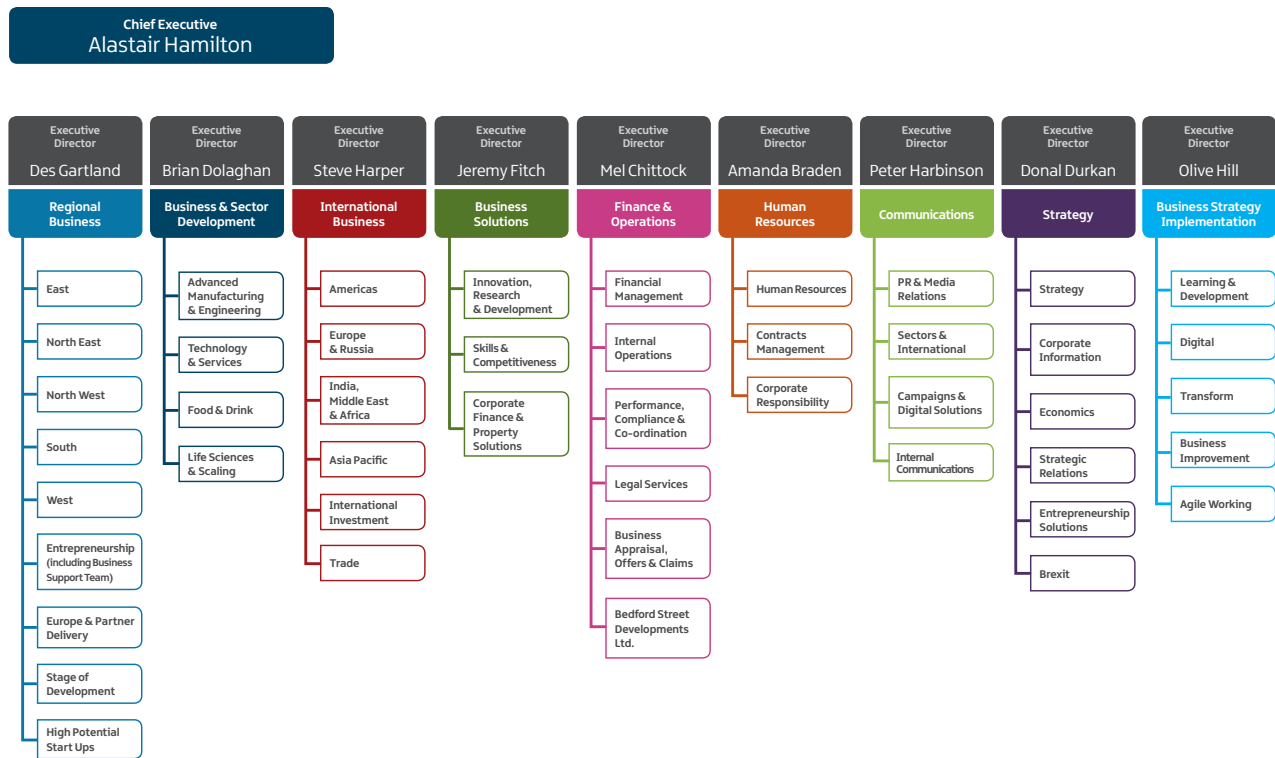 Chief Executive
Alastair Hamilton
Executive
Director
Des Gartland
Regional
Business
East
North East
North West
South
West
Entrepreneurship
(including Business
Support Team)
Europe & Partner
Delivery
Stage of
Development
High Potential
Start Ups
Executive
Director
Brian Dolaghan
Business & Sector
Development
Advanced
Manufacturing
& Engineering
Technology
& Services
Food & Drink
Life Sciences
& Scaling
Executive
Director
Steve Harper
International
Business
Americas
Europe
& Russia
India,
Middle East
& Africa
Asia Pacific
International
Investment
Trade
Executive
Director
Jeremy Fitch
Business
Solutions
Innovation,
Research
& Development
Skills &
Competitiveness
Corporate
Finance &
Property
Solutions
Executive
Director
Mel Chittock
Finance &
Operations
Financial
Management
Internal
Operations
Performance,
Compliance &
Co-ordination
Legal Services
Business
Appraisal,
Offers & Claims
Bedford Street
Developments
Ltd.
Executive
Director
Amanda Braden
Human
Resources
Human Resources
Contracts
Management
Corporate
Responsibility
Executive
Director
Peter Harbinson
Communications
PR & Media
Relations
Sectors &
International
Campaigns &
Digital Solutions
Internal
Communications
Executive
Director
Donal Durkan
Strategy
Strategy
Corporate
Information
Economics
Strategic
Relations
Entrepreneurship
Solutions
Brexit
Executive
Director
Olive Hill
Business Strategy
Implementation
Learning &
Development
Digital
Transform
Business
Improvement
Agile Working